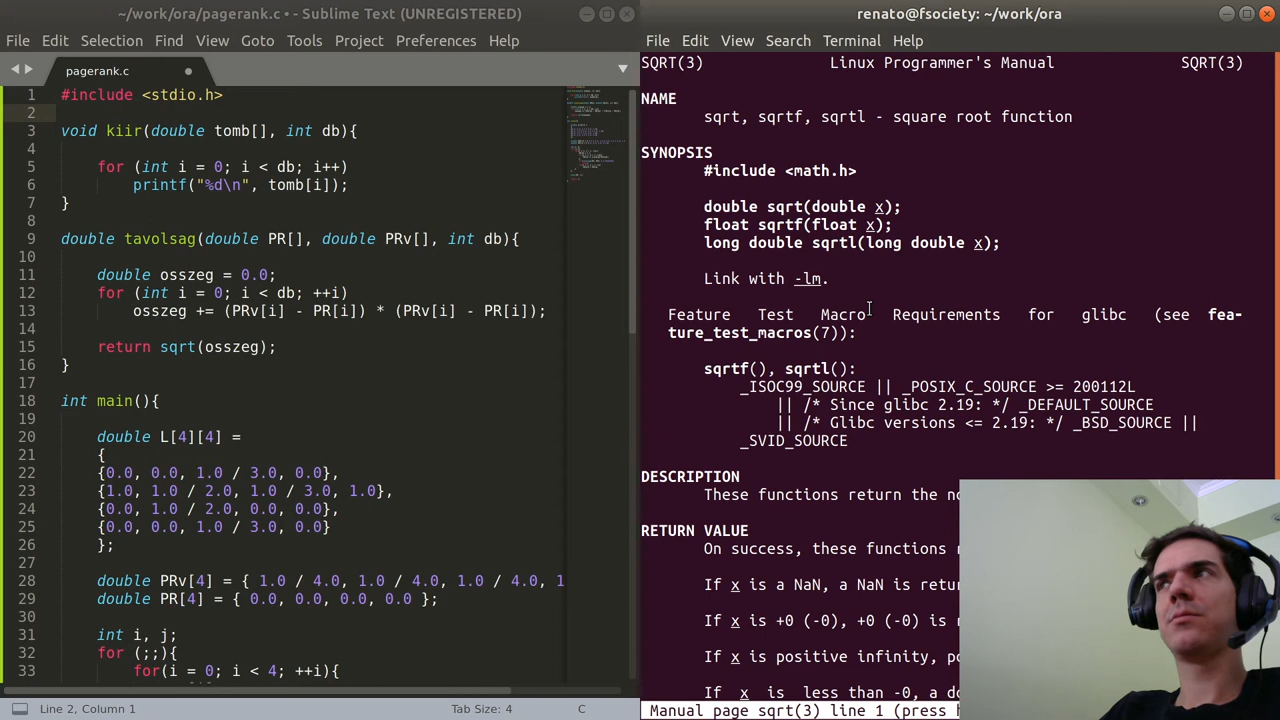 ~/work/ora/pagerank.c • - Sublime Text (UNREGISTERED)
File Edit Selection Find View Goto Tools Project Preferences Help
pagerank.c
1 #include <stdio.h>
2
3 void kiir(double tomb[], int db){
4
5 for (int i = 0; i < db; i++)
6 printf("%d\n", tomb[i]);
7 }
8
9 double tavolsag(double PR[], double PRv[], int db){
10
11 double osszeg = 0.0;
12 for (int i = 0; i < db; ++i)
13 osszeg += (PRv[i] - PR[i]) * (PRv[i] - PR[i]);
14
15 return sqrt(osszeg);
16 }
17
18 int main(){
19
20 double L[4][4] =
21 {
22 {0.0, 0.0, 1.0 / 3.0, 0.0},
23 {1.0, 1.0 / 2.0, 1.0 / 3.0, 1.0},
24 {0.0, 1.0 / 2.0, 0.0, 0.0},
25 {0.0, 0.0, 1.0 / 3.0, 0.0}
26 };
27
28 double PRv[4] = { 1.0 / 4.0, 1.0 / 4.0, 1.0 / 4.0, 1
29 double PR[4] = { 0.0, 0.0, 0.0, 0.0 };
30
31 int i, j;
32 for (;;){
33 for(i = 0; i < 4; ++i){
Line 2, Column 1 Tab Size: 4 C
renato@fsociety: ~/work/ora
File Edit View Search Terminal Help
SQRT(3) Linux Programmer's Manual SQRT(3)
NAME
sqrt, sqrtf, sqrtl - square root function
SYNOPSIS
#include <math.h>
double sqrt(double x);
float sqrtf(float x);
long double sqrtl(long double x);
Link with -lm.
Feature Test Macro Requirements for glibc (see fea-
ture_test_macros(7)):
sqrtf(), sqrtl():
_ISOC99_SOURCE || _POSIX_C_SOURCE >= 200112L
|| /* Since glibc 2.19: */ _DEFAULT_SOURCE
|| /* Glibc versions <= 2.19: */ _BSD_SOURCE ||
_SVID_SOURCE
DESCRIPTION
These functions return the no
RETURN VALUE
On success, these functions
If x is a NaN, a NaN is retur
If x is +0 (-0), +0 (-0) is
If x is positive infinity, po
If x is less than -0, a do
Manual page sqrt(3) line 1 (press h